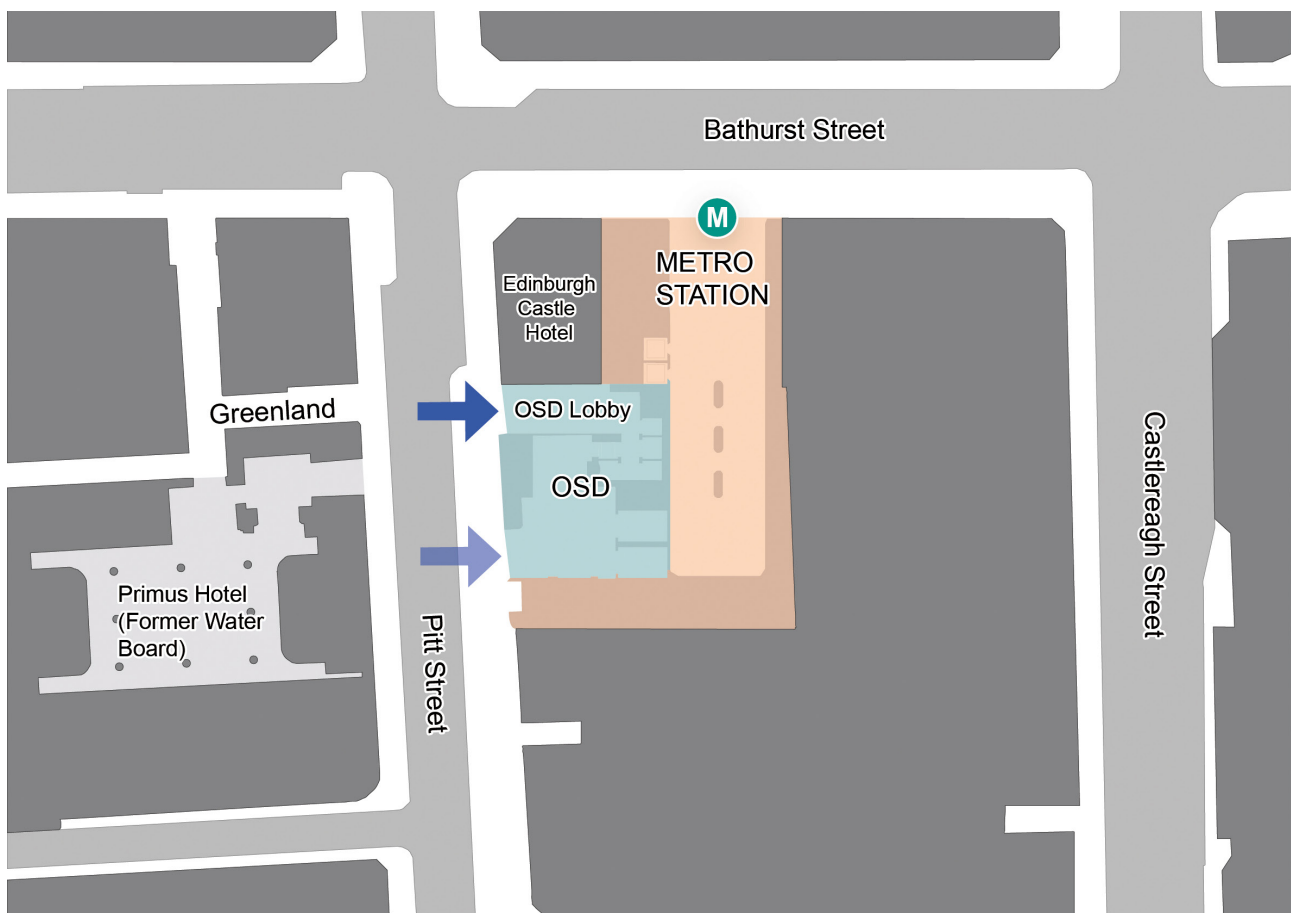 Bathurst Street
M
METRO
STATION
Edinburgh
Castle
Hotel
Greenland
OSD Lobby
OSD
Castlereagh Street
Primus Hotel
(Former Water
Board)
Pitt Street